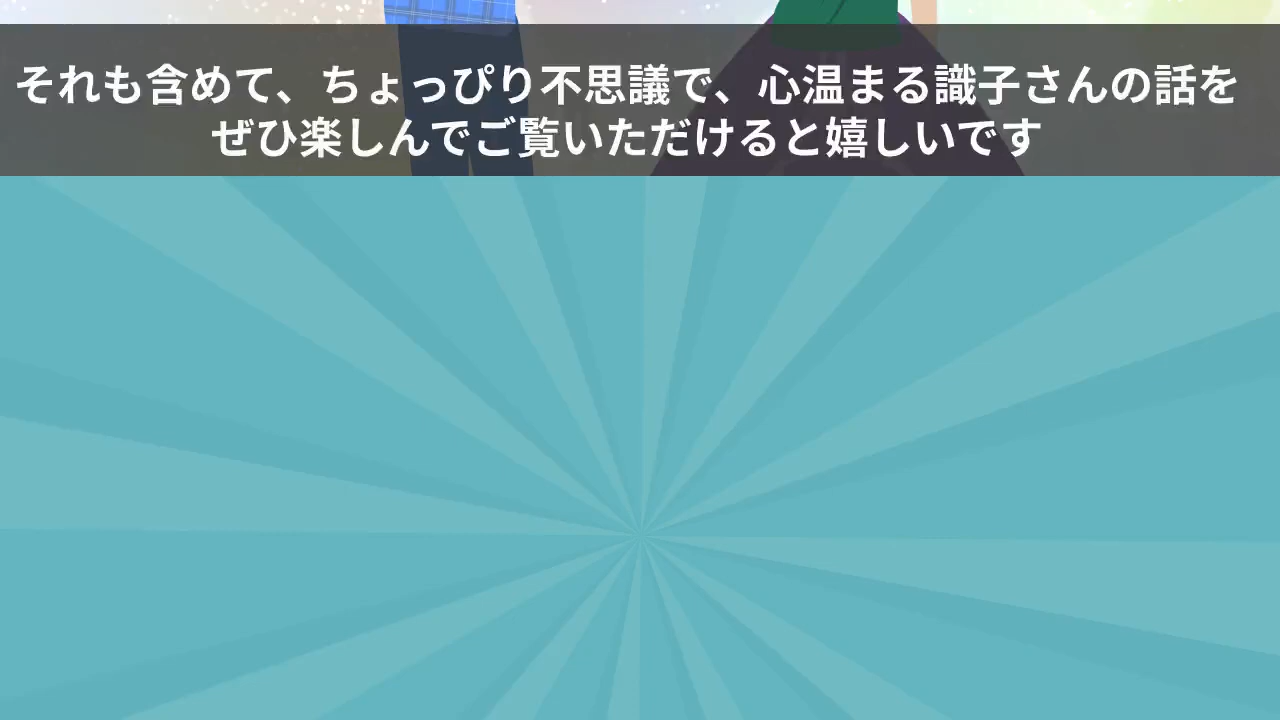 それも含めて、ちょっぴり不思議で、心温まる識子さんの話を
ぜひ楽しんでご覧いただけると嬉しいです